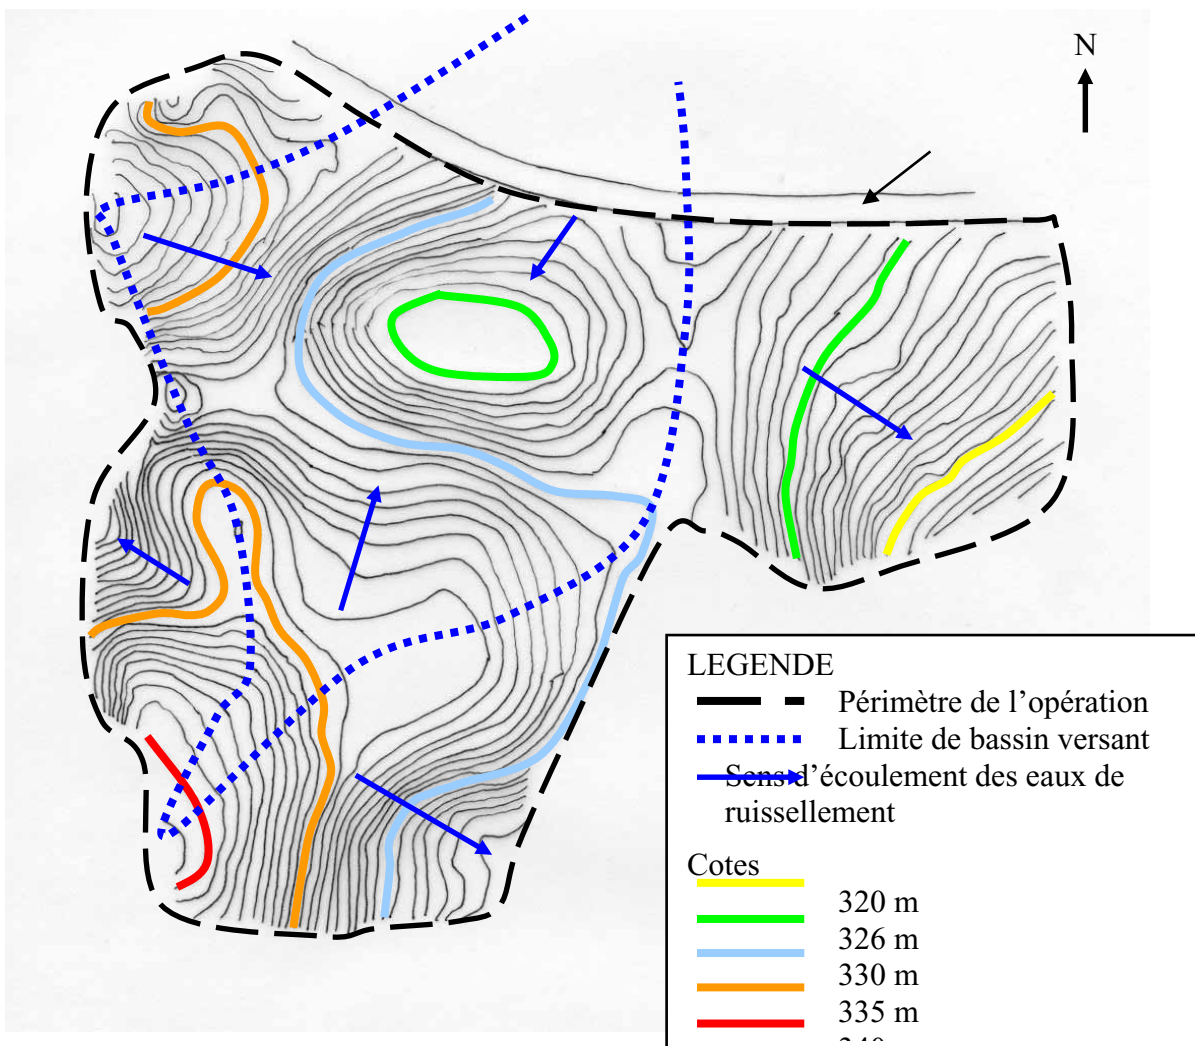 N
LEGENDE
Périmètre de l'opération
Limite de bassin versant
Sens d'écoulement des eaux de
ruissellement
Cotes
320 m
326 m
330 m
335 m